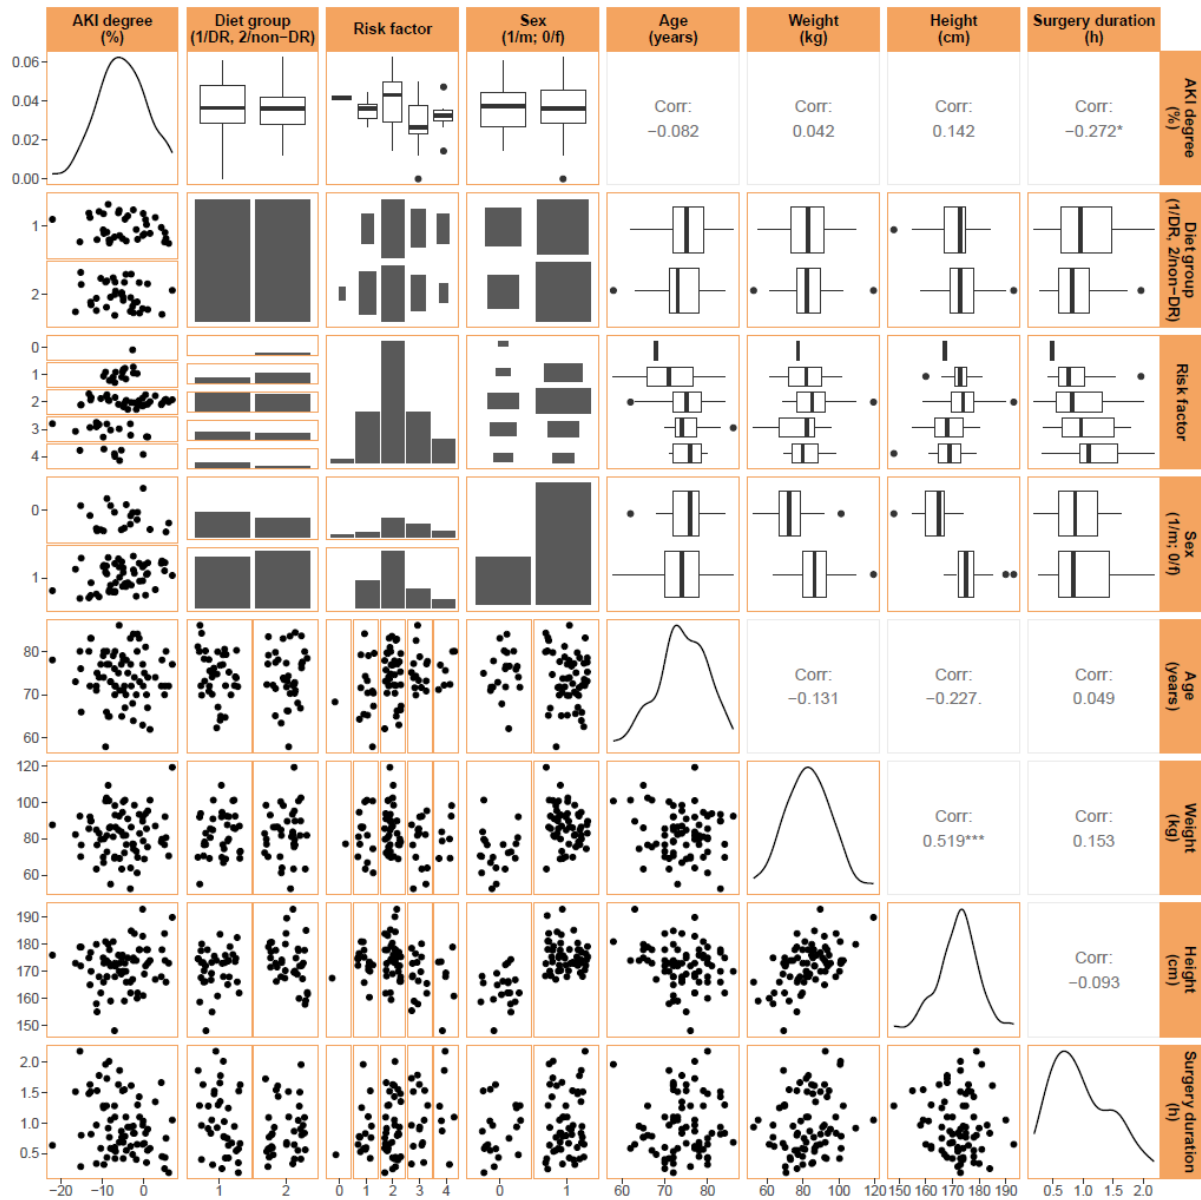 AKI degree
(%)
Diet group
(1/DR, 2/non−DR)
Risk factor
Sex
(1/m; 0/f)
Age
(years)
Weight
(kg)
Height
(cm)
Surgery duration
(h)
0.06
0.04
0.02
0.00
Corr:
−0.082
Corr:
0.042
Corr:
0.142
Corr:
−0.272*
AKI degree
(%)
1
2
Diet group
(1/DR, 2/non−DR)
0
1
2
3
4
Risk factor
0
1
Sex
(1/m; 0/f)
80
70
60
Corr:
−0.131
Corr:
−0.227.
Corr:
0.049
Age
(years)
120
100
80
60
Corr:
0.519***
Corr:
0.153
Weight
(kg)
190
180
170
160
150
Corr:
−0.093
Height
(cm)
2.0
1.5
1.0
0.5
Surgery duration
(h)
−20 −10 0
1 2
0 1 2 3 4
0 1
60 70 80
60 80 100 120
150 160 170 180 190
0.5 1.0 1.5 2.0